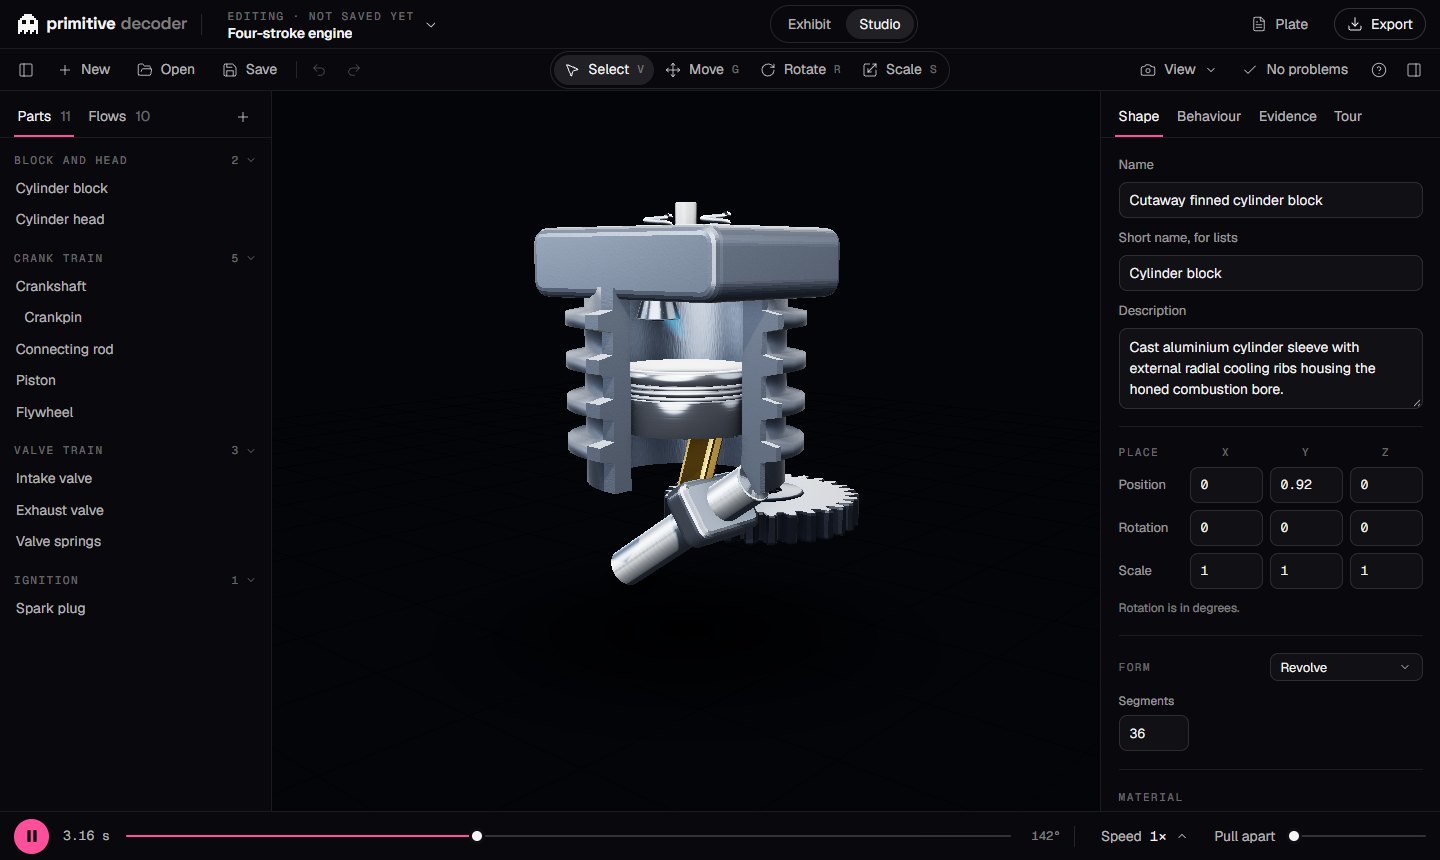 primitive decoder
EDITING · NOT SAVED YET
Four-stroke engine
Exhibit
Studio
Plate
Export
New
Open
Save
Select V
Move G
Rotate R
Scale S
View
No problems
Parts 11
Flows 10
BLOCK AND HEAD 2
Cylinder block
Cylinder head
CRANK TRAIN 5
Crankshaft
Crankpin
Connecting rod
Piston
Flywheel
VALVE TRAIN 3
Intake valve
Exhaust valve
Valve springs
IGNITION 1
Spark plug
Shape
Behaviour
Evidence
Tour
Name
Cutaway finned cylinder block
Short name, for lists
Cylinder block
Description
Cast aluminium cylinder sleeve with
external radial cooling ribs housing the
honed combustion bore.
PLACE X Y Z
Position 0 0.92 0
Rotation 0 0 0
Scale 1 1 1
Rotation is in degrees.
FORM Revolve
Segments
36
MATERIAL
3.16 s
142°
Speed 1×
Pull apart